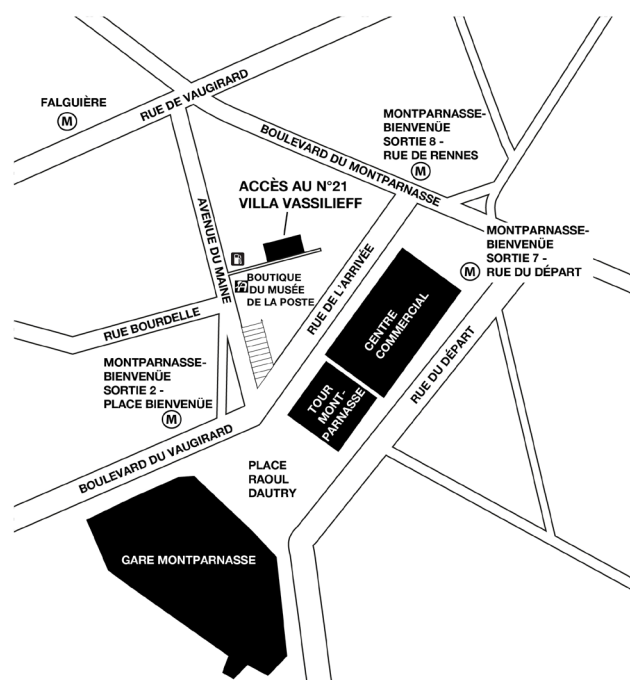 RUE DE VAUGIRARD
FALGUIÈRE
M
BOULEVARD DU MONTPARNASSE
MONTPARNASSE-
BIENVENÜE
SORTIE 8 -
RUE DE RENNES
M
ACCÈS AU N°21
VILLA VASSILIEFF
AVENUE DU MAINE
MONTPARNASSE-
BIENVENÜE
SORTIE 7 -
RUE DU DÉPART
M
BOUTIQUE
DU MUSÉE
DE LA POSTE
RUE DE L'ARRIVÉE
CENTRE
COMMERCIAL
RUE BOURDELLE
RUE DU DÉPART
MONTPARNASSE-
BIENVENÜE
SORTIE 2 -
PLACE BIENVENÜE
M
TOUR
MONT-
PARNASSE
BOULEVARD DU VAUGIRARD
PLACE
RAOUL
DAUTRY
GARE MONTPARNASSE